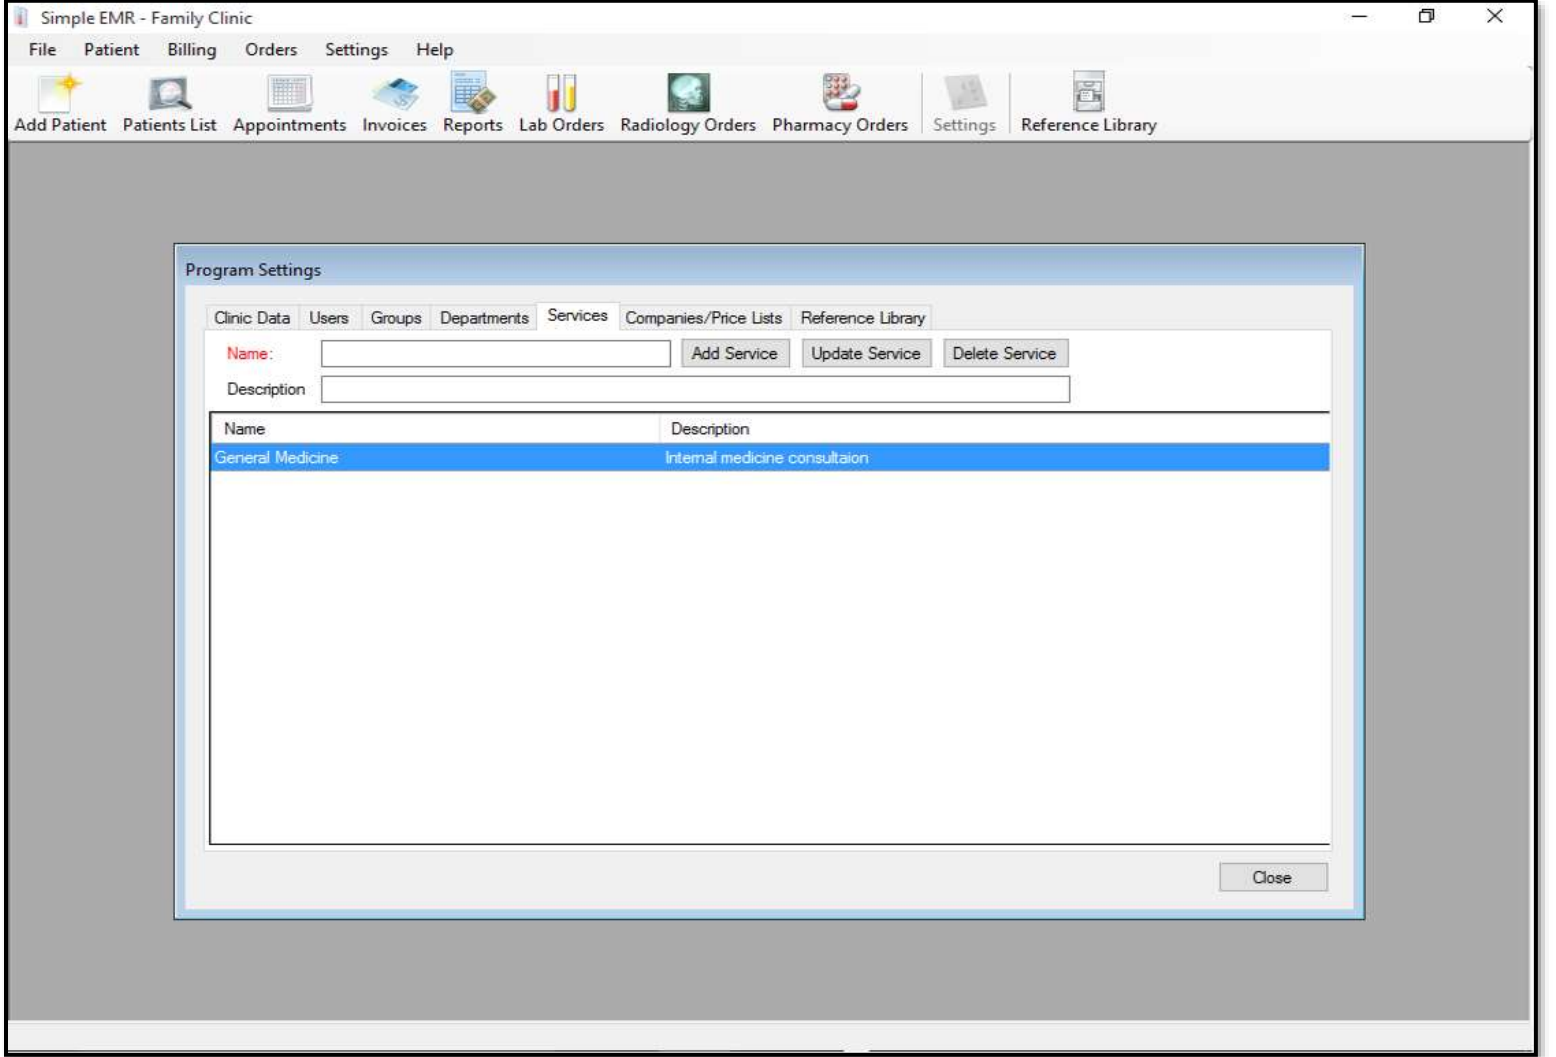 Simple EMR - Family Clinic
File Patient Billing Orders Settings Help
Add Patient Patients List Appointments Invoices Reports Lab Orders Radiology Orders Pharmacy Orders Settings Reference Library
Program Settings
Clinic Data Users Groups Departments Services Companies/Price Lists Reference Library
Name: Add Service Update Service Delete Service
Description
Name Description
General Medicine Internal medicine consultaion
Close